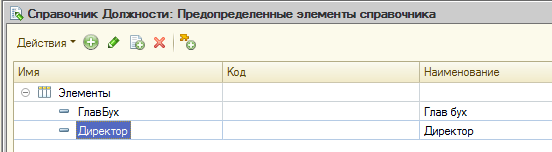 Справочник Должности: Предопределенные элементы справочника
Действия
Имя Код Наименование
Элементы
ГлавБух Глав бух
Директор Директор